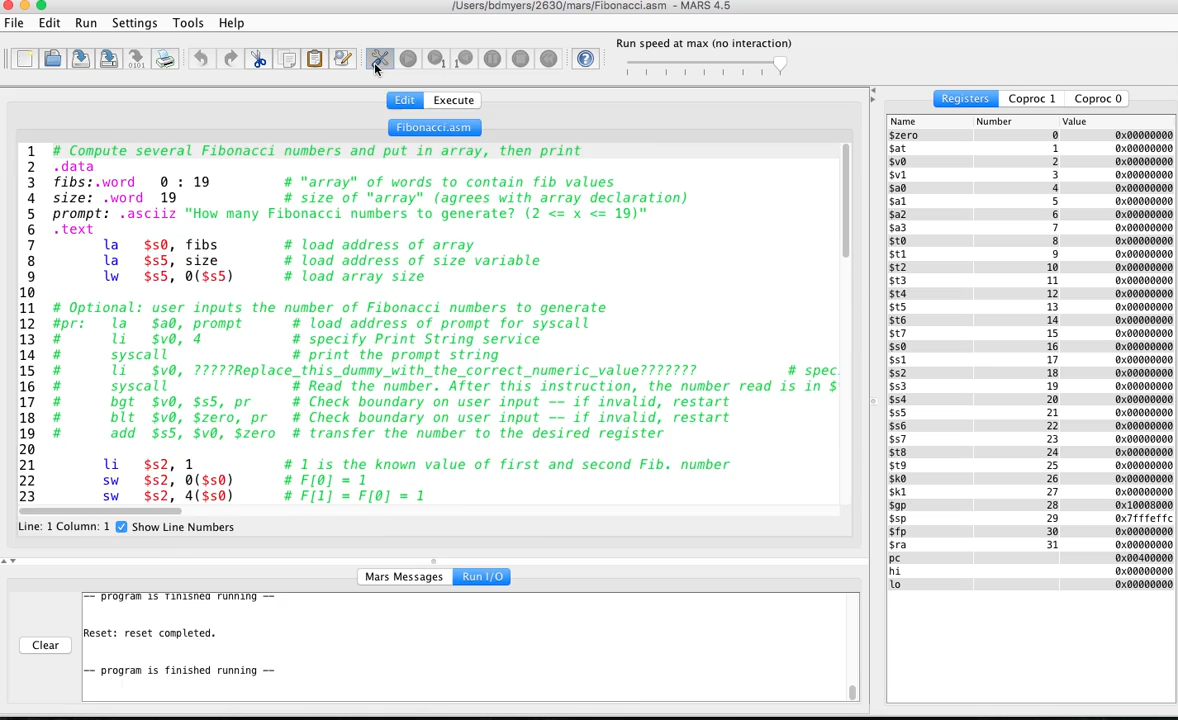 /Users/bdmyers/2630/mars/Fibonacci.asm - MARS 4.5
File Edit Run Settings Tools Help
Run speed at max (no interaction)
Edit Execute
Fibonacci.asm
1 # Compute several Fibonacci numbers and put in array, then print
2 .data
3 fibs:.word 0 : 19 # "array" of words to contain fib values
4 size: .word 19 # size of "array" (agrees with array declaration)
5 prompt: .asciiz "How many Fibonacci numbers to generate? (2 <= x <= 19)"
6 .text
7 la $s0, fibs # load address of array
8 la $s5, size # load address of size variable
9 lw $s5, 0($s5) # load array size
10
11 # Optional: user inputs the number of Fibonacci numbers to generate
12 #pr: la $a0, prompt # load address of prompt for syscall
13 # li $v0, 4 # specify Print String service
14 # syscall # print the prompt string
15 # li $v0, ?????Replace_this_dummy_with_the_correct_numeric_value??????? # spec
16 # syscall # Read the number. After this instruction, the number read is in $
17 # bgt $v0, $s5, pr # Check boundary on user input -- if invalid, restart
18 # blt $v0, $zero, pr # Check boundary on user input -- if invalid, restart
19 # add $s5, $v0, $zero # transfer the number to the desired register
20
21 li $s2, 1 # 1 is the known value of first and second Fib. number
22 sw $s2, 0($s0) # F[0] = 1
23 sw $s2, 4($s0) # F[1] = F[0] = 1
Line: 1 Column: 1 Show Line Numbers
Mars Messages Run I/O
Clear
-- program is finished running --
Reset: reset completed.
-- program is finished running --
Registers Coproc 1 Coproc 0
Name Number Value
$zero 0 0x00000000
$at 1 0x00000000
$v0 2 0x00000000
$v1 3 0x00000000
$a0 4 0x00000000
$a1 5 0x00000000
$a2 6 0x00000000
$a3 7 0x00000000
$t0 8 0x00000000
$t1 9 0x00000000
$t2 10 0x00000000
$t3 11 0x00000000
$t4 12 0x00000000
$t5 13 0x00000000
$t6 14 0x00000000
$t7 15 0x00000000
$s0 16 0x00000000
$s1 17 0x00000000
$s2 18 0x00000000
$s3 19 0x00000000
$s4 20 0x00000000
$s5 21 0x00000000
$s6 22 0x00000000
$s7 23 0x00000000
$t8 24 0x00000000
$t9 25 0x00000000
$k0 26 0x00000000
$k1 27 0x00000000
$gp 28 0x10008000
$sp 29 0x7fffeffc
$fp 30 0x00000000
$ra 31 0x00000000
pc 0x00400000
hi 0x00000000
lo 0x00000000